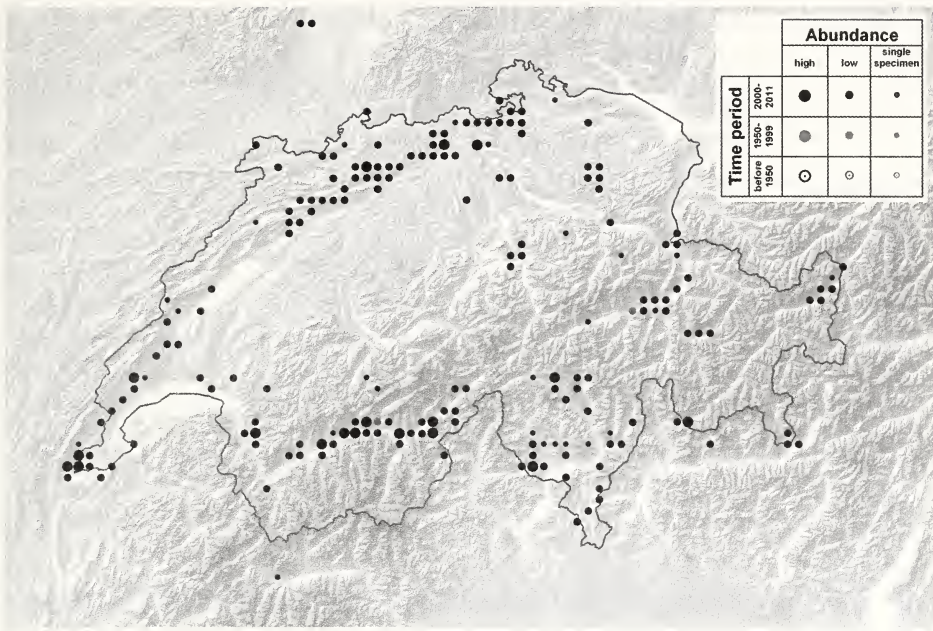 Abundance
high
low
single
specimen
Time period
2000-
2011
1950-
1999
before
1950